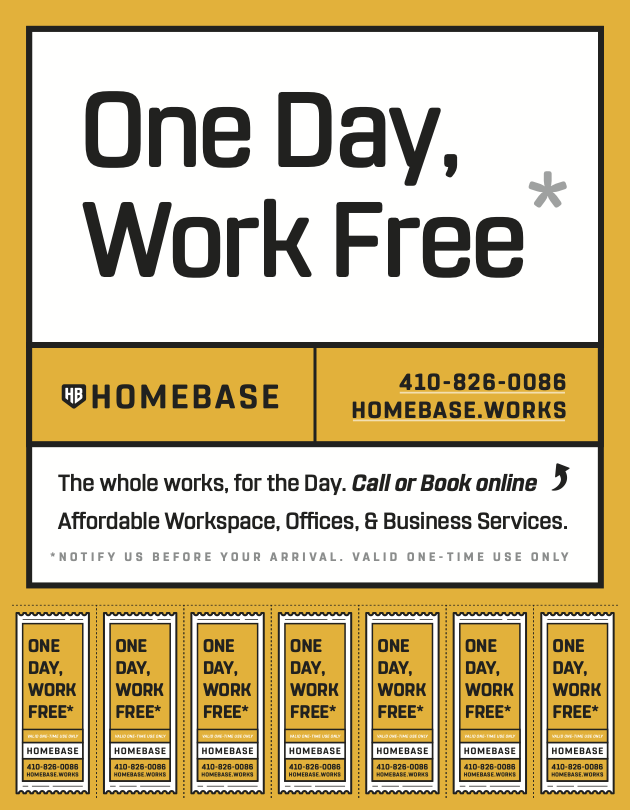 One Day,
Work Free*
HB HOMEBASE
410-826-0086
HOMEBASE.WORKS
The whole works, for the Day. Call or Book online
Affordable Workspace, Offices, & Business Services.
*NOTIFY US BEFORE YOUR ARRIVAL. VALID ONE-TIME USE ONLY
ONE
DAY,
WORK
FREE*
VALID ONE-TIME USE ONLY
HOMEBASE
410-826-0086
HOMEBASE.WORKS
ONE
DAY,
WORK
FREE*
VALID ONE-TIME USE ONLY
HOMEBASE
410-826-0086
HOMEBASE.WORKS
ONE
DAY,
WORK
FREE*
VALID ONE-TIME USE ONLY
HOMEBASE
410-826-0086
HOMEBASE.WORKS
ONE
DAY,
WORK
FREE*
VALID ONE-TIME USE ONLY
HOMEBASE
410-826-0086
HOMEBASE.WORKS
ONE
DAY,
WORK
FREE*
VALID ONE-TIME USE ONLY
HOMEBASE
410-826-0086
HOMEBASE.WORKS
ONE
DAY,
WORK
FREE*
VALID ONE-TIME USE ONLY
HOMEBASE
410-826-0086
HOMEBASE.WORKS
ONE
DAY,
WORK
FREE*
VALID ONE-TIME USE ONLY
HOMEBASE
410-826-0086
HOMEBASE.WORKS